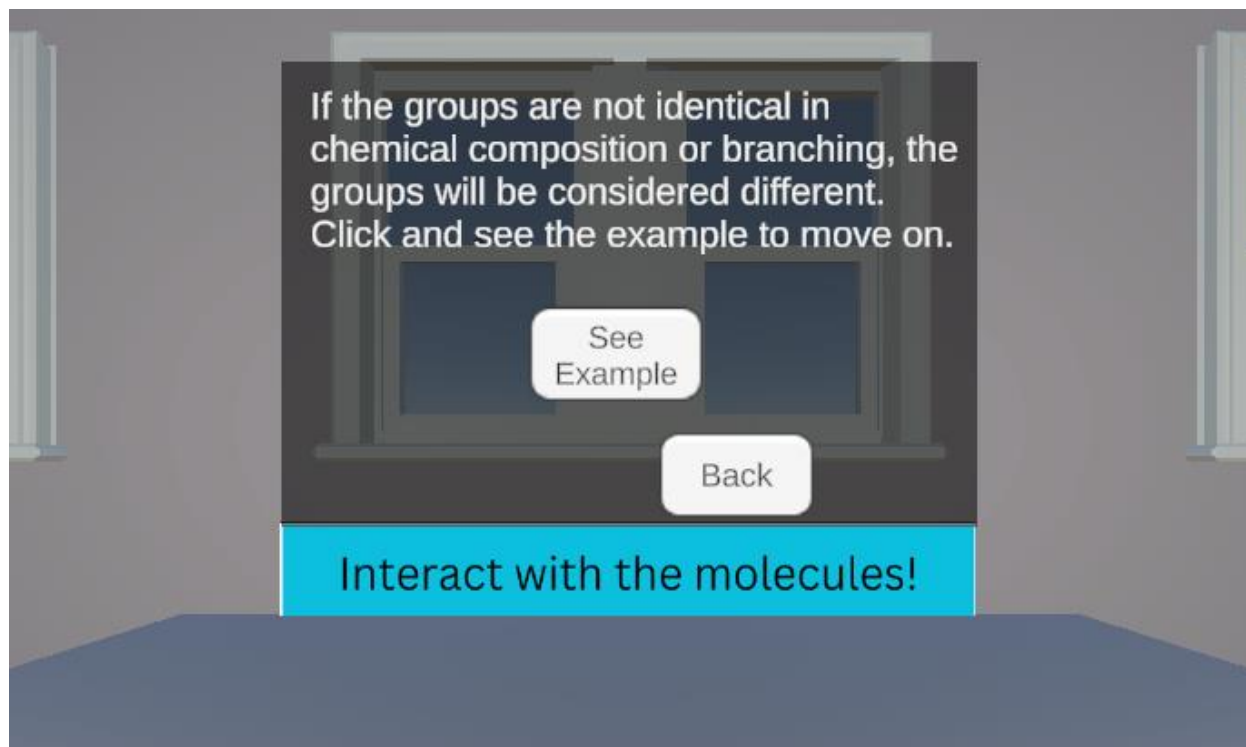 If the groups are not identical in
chemical composition or branching, the
groups will be considered different.
Click and see the example to move on.
See
Example
Back
Interact with the molecules!